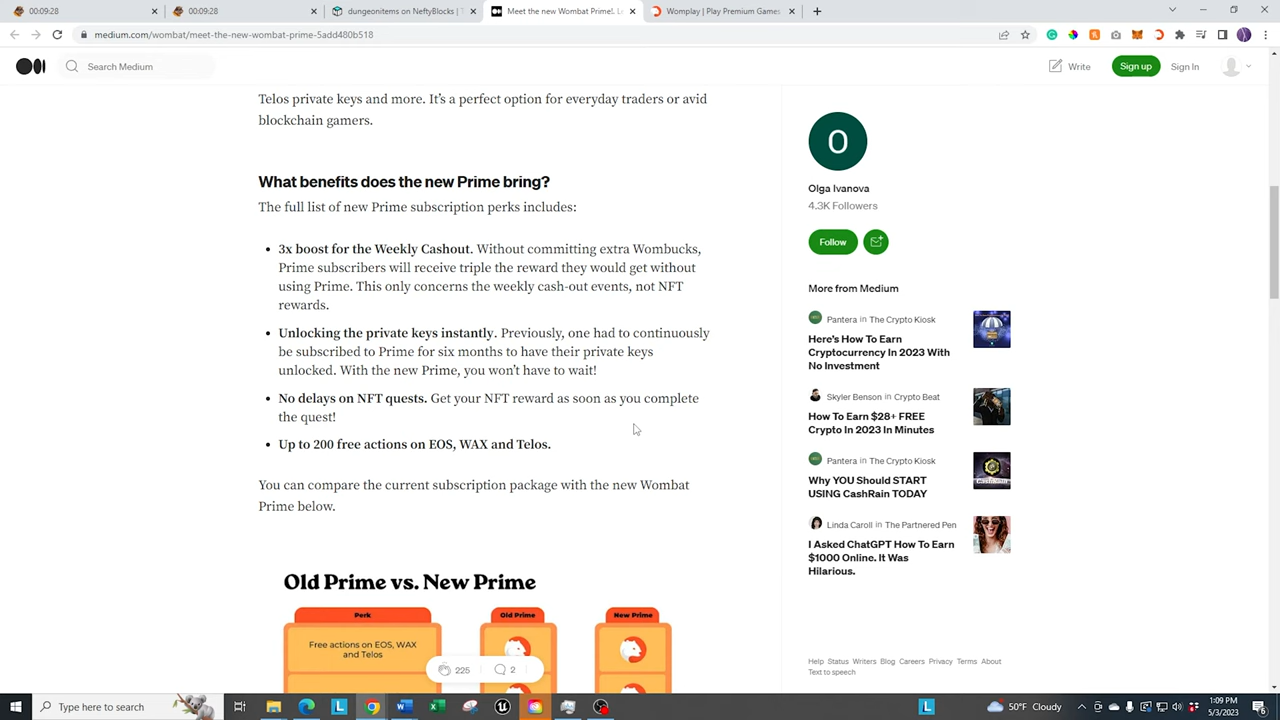 09:09:28
09:09:28
dungeonitems on NeftyBlocks | T
Meet the new Wombat Prime!. Le
Womplay | Play Premium Games
medium.com/wombat/meet-the-new-wombat-prime-5add480b518
Search Medium
Write
Sign up
Sign In
Telos private keys and more. It's a perfect option for everyday traders or avid
blockchain gamers.
What benefits does the new Prime bring?
The full list of new Prime subscription perks includes:
3x boost for the Weekly Cashout. Without committing extra Wombucks,
Prime subscribers will receive triple the reward they would get without
using Prime. This only concerns the weekly cash-out events, not NFT
rewards.
Unlocking the private keys instantly. Previously, one had to continuously
be subscribed to Prime for six months to have their private keys
unlocked. With the new Prime, you won't have to wait!
No delays on NFT quests. Get your NFT reward as soon as you complete
the quest!
Up to 200 free actions on EOS, WAX and Telos.
You can compare the current subscription package with the new Wombat
Prime below.
Old Prime vs. New Prime
Perk
Old Prime
New Prime
Free actions on EOS, WAX
and Telos
225
2
O
Olga Ivanova
4.3K Followers
Follow
More from Medium
Pantera in The Crypto Kiosk
Here's How To Earn
Cryptocurrency In 2023 With
No Investment
Skyler Benson in Crypto Beat
How To Earn $28+ FREE
Crypto In 2023 In Minutes
Pantera in The Crypto Kiosk
Why YOU Should START
USING CashRain TODAY
Linda Caroll in The Partnered Pen
I Asked ChatGPT How To Earn
$1000 Online. It Was
Hilarious.
Help Status Writers Blog Careers Privacy Terms About
Text to speech
Type here to search
50°F Cloudy
1:09 PM
5/3/2023